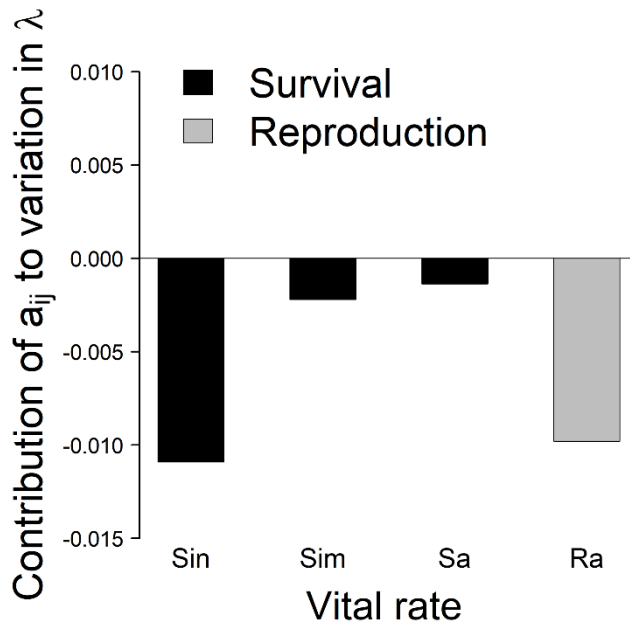 Contribution of aij to variation in λ
0.010
0.005
0.000
-0.005
-0.010
-0.015
Survival
Reproduction
Sin Sim Sa Ra
Vital rate